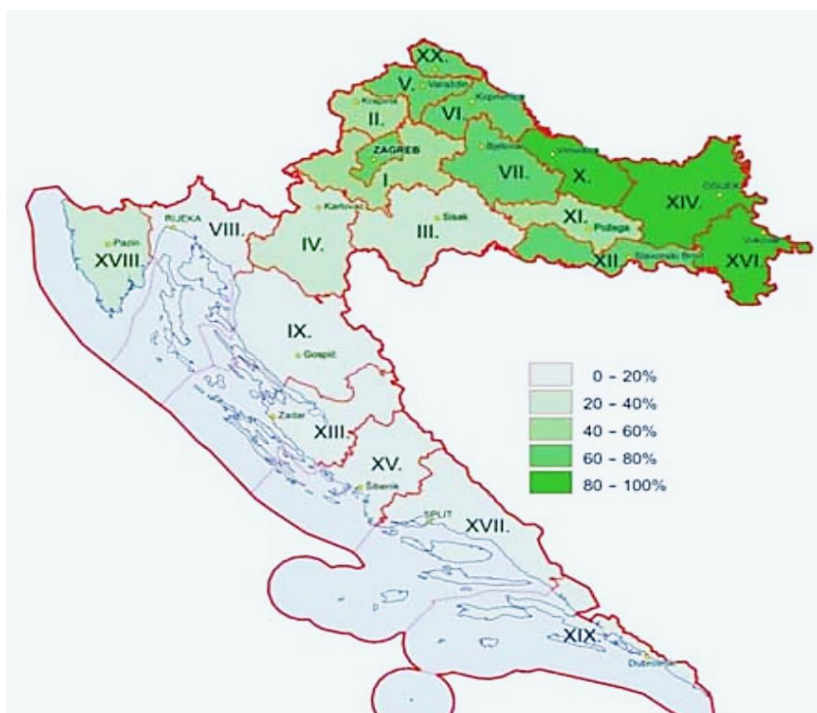 XX.
V.
Varaždin
Krapina
Koprivnica
II.
VI.
ZAGREB
Bjelovar
Virovitica
VII.
I.
X.
OSIJEK
XIV.
Karlovac
XI.
RIJEKA
VIII.
Sisak
Požega
III.
IV.
Pazin
XVIII.
XII
Slavonski Brod
Vukovar
XVI.
IX.
Gospić
0 - 20%
20 - 40%
Zadar
XIII.
40 - 60%
60 - 80%
XV.
80 - 100%
Šibenik
SPLIT
XVII.
XIX.
Dubrovnik